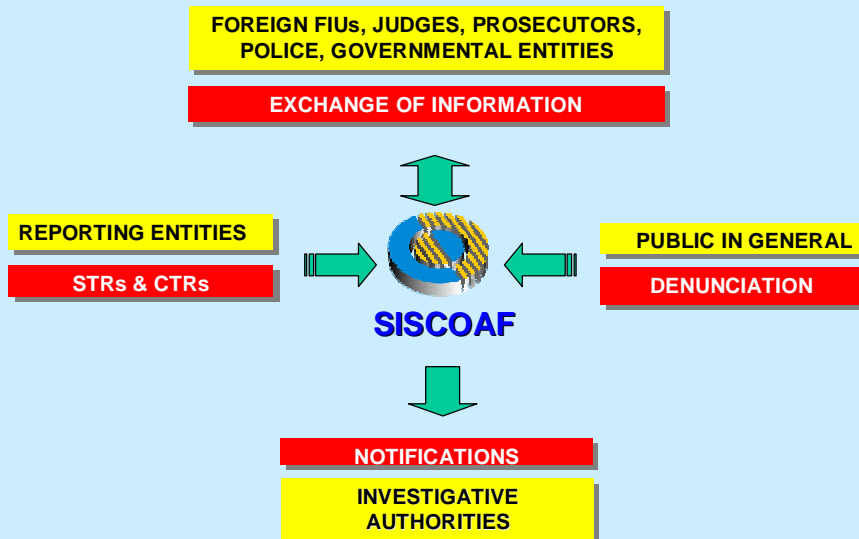 FOREIGN FIUs, JUDGES, PROSECUTORS,
POLICE, GOVERNMENTAL ENTITIES
EXCHANGE OF INFORMATION
REPORTING ENTITIES
STRs & CTRs
PUBLIC IN GENERAL
DENUNCIATION
SISCOAF
NOTIFICATIONS
INVESTIGATIVE
AUTHORITIES